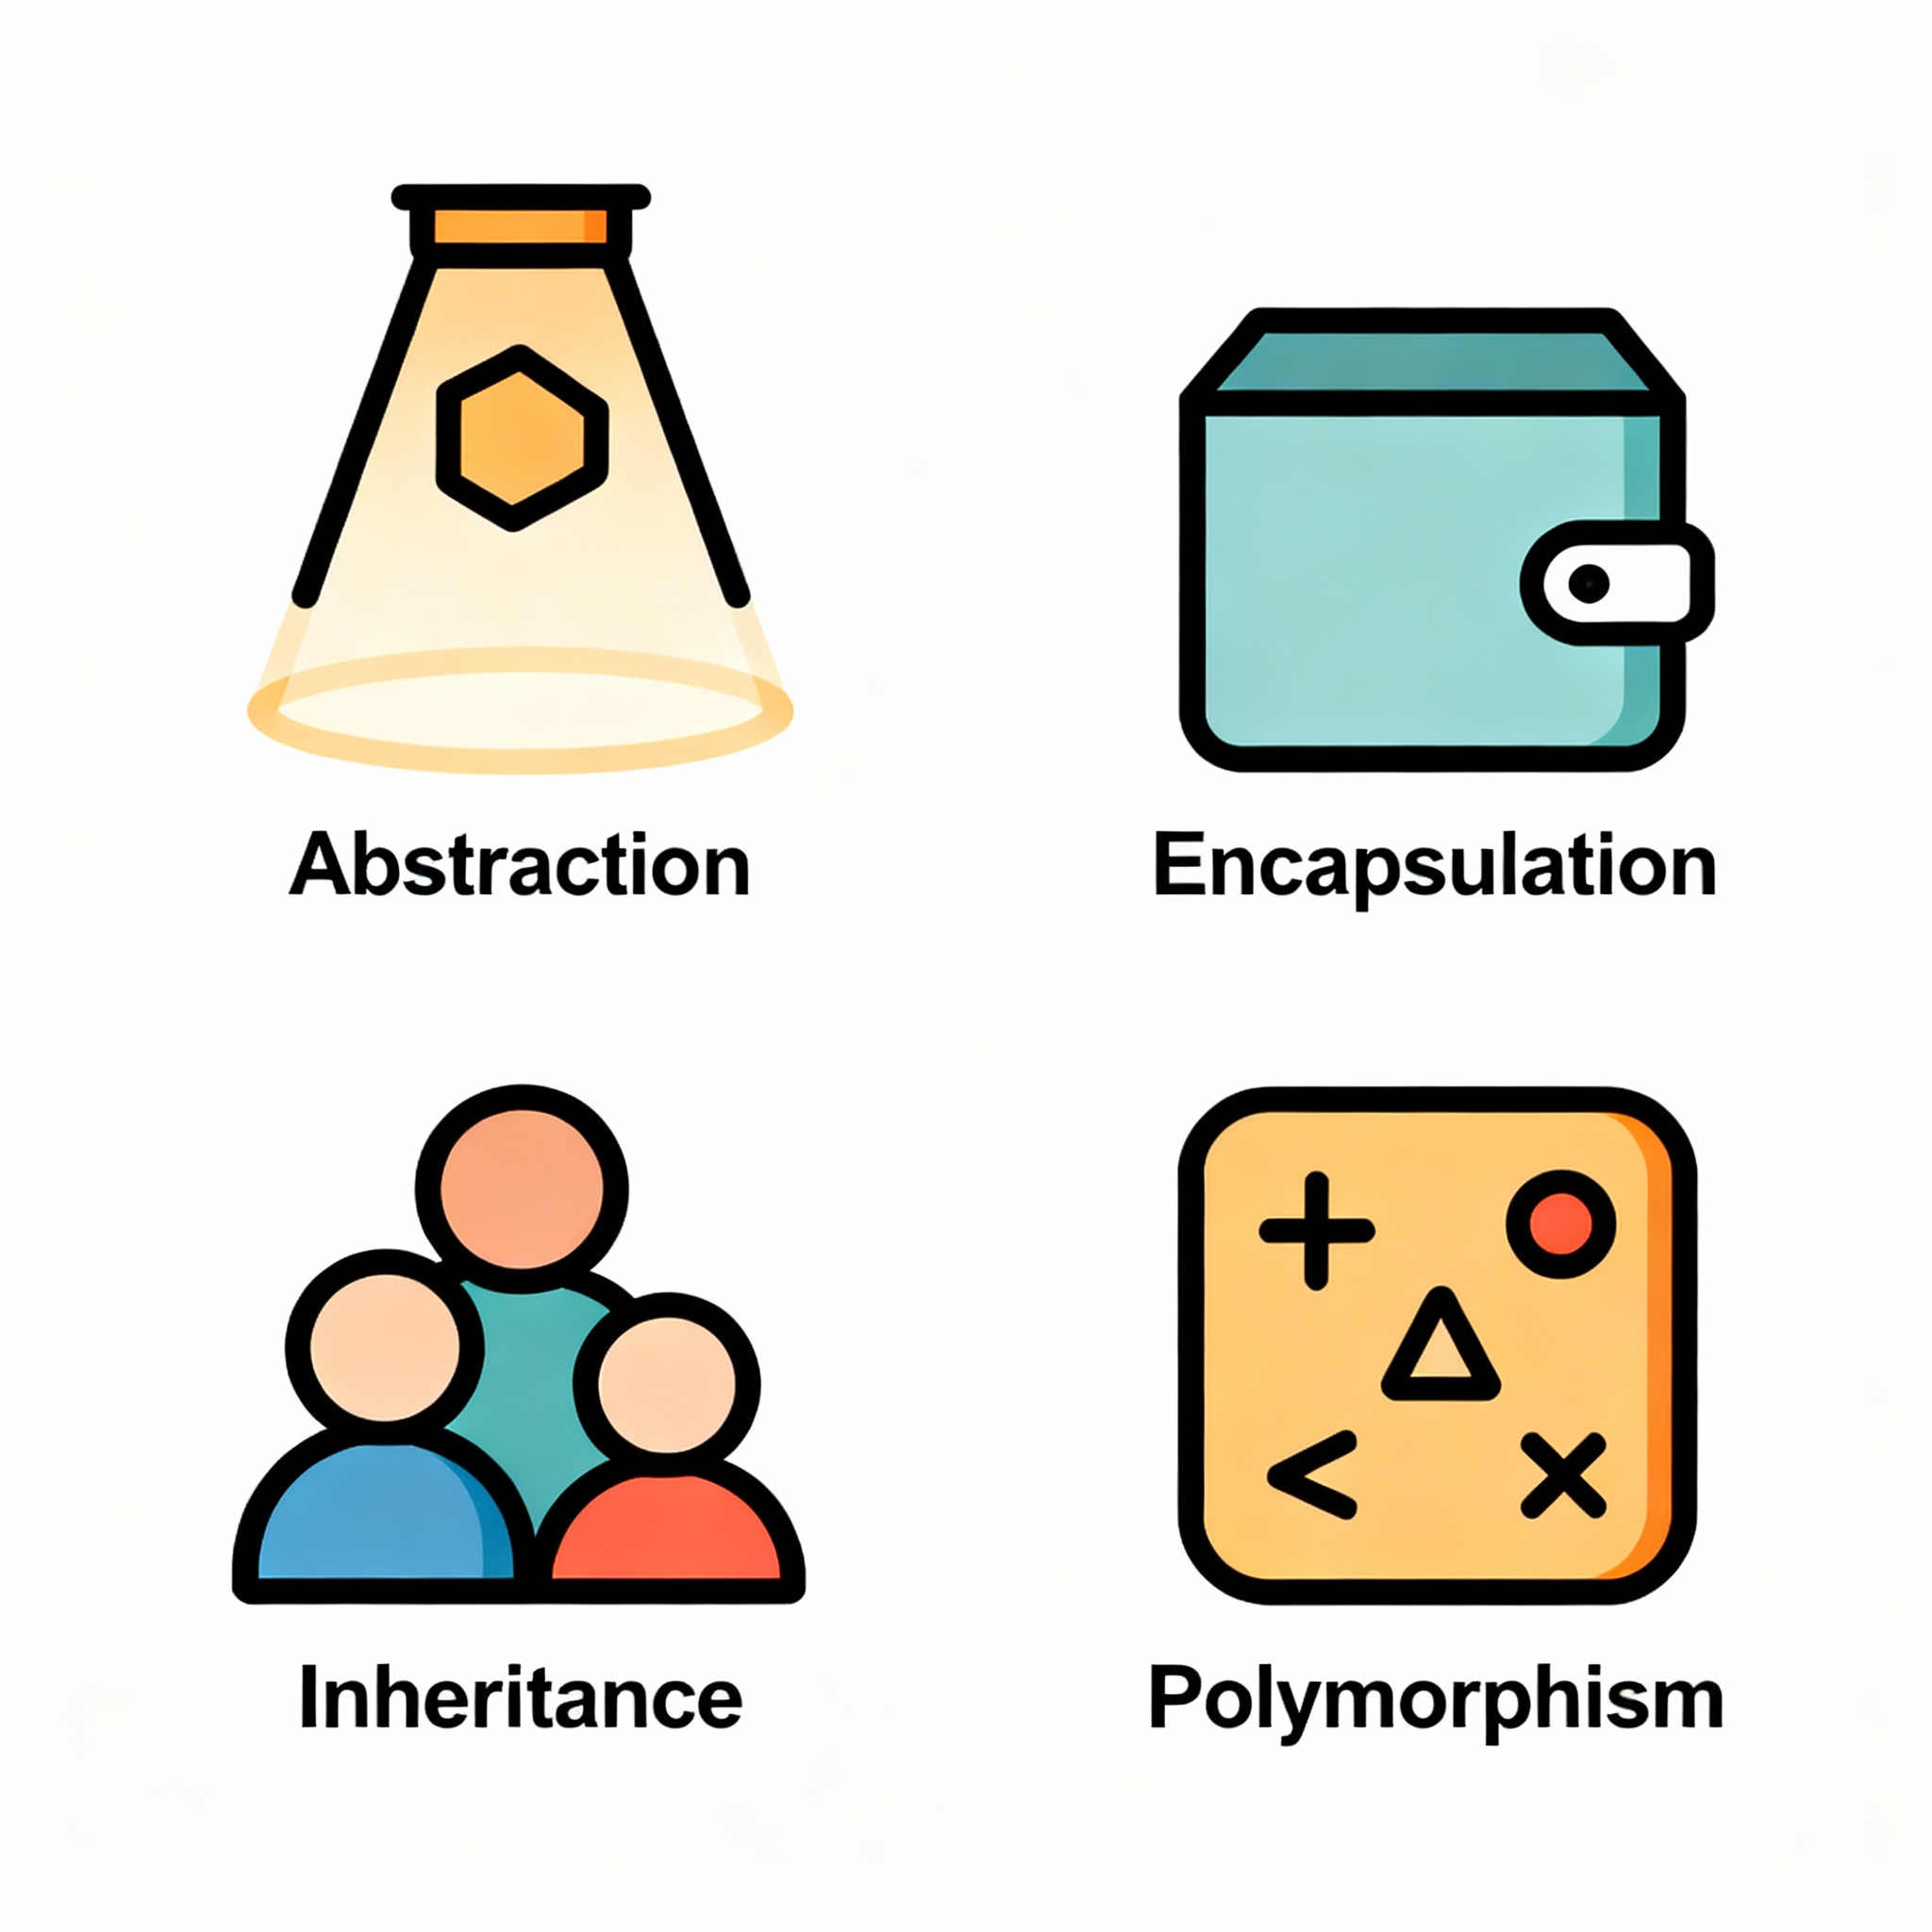 Abstraction
Encapsulation
Inheritance
Polymorphism